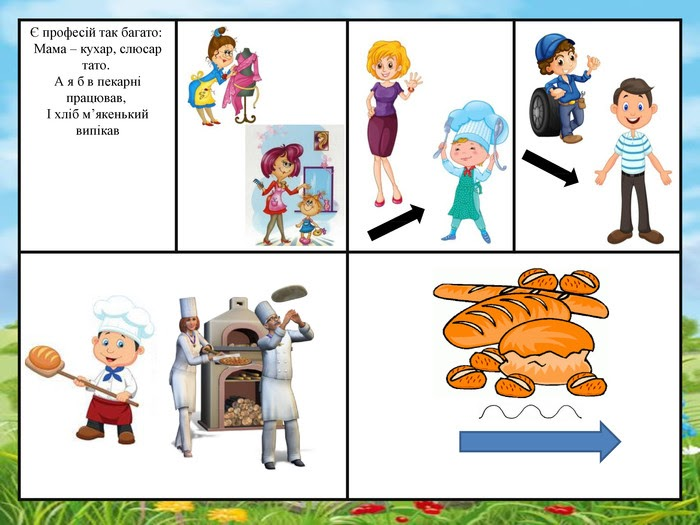 Є професій так багато:
Мама – кухар, слюсар
тато.
А я б в пекарні
працював,
І хліб м’якенький
випікав